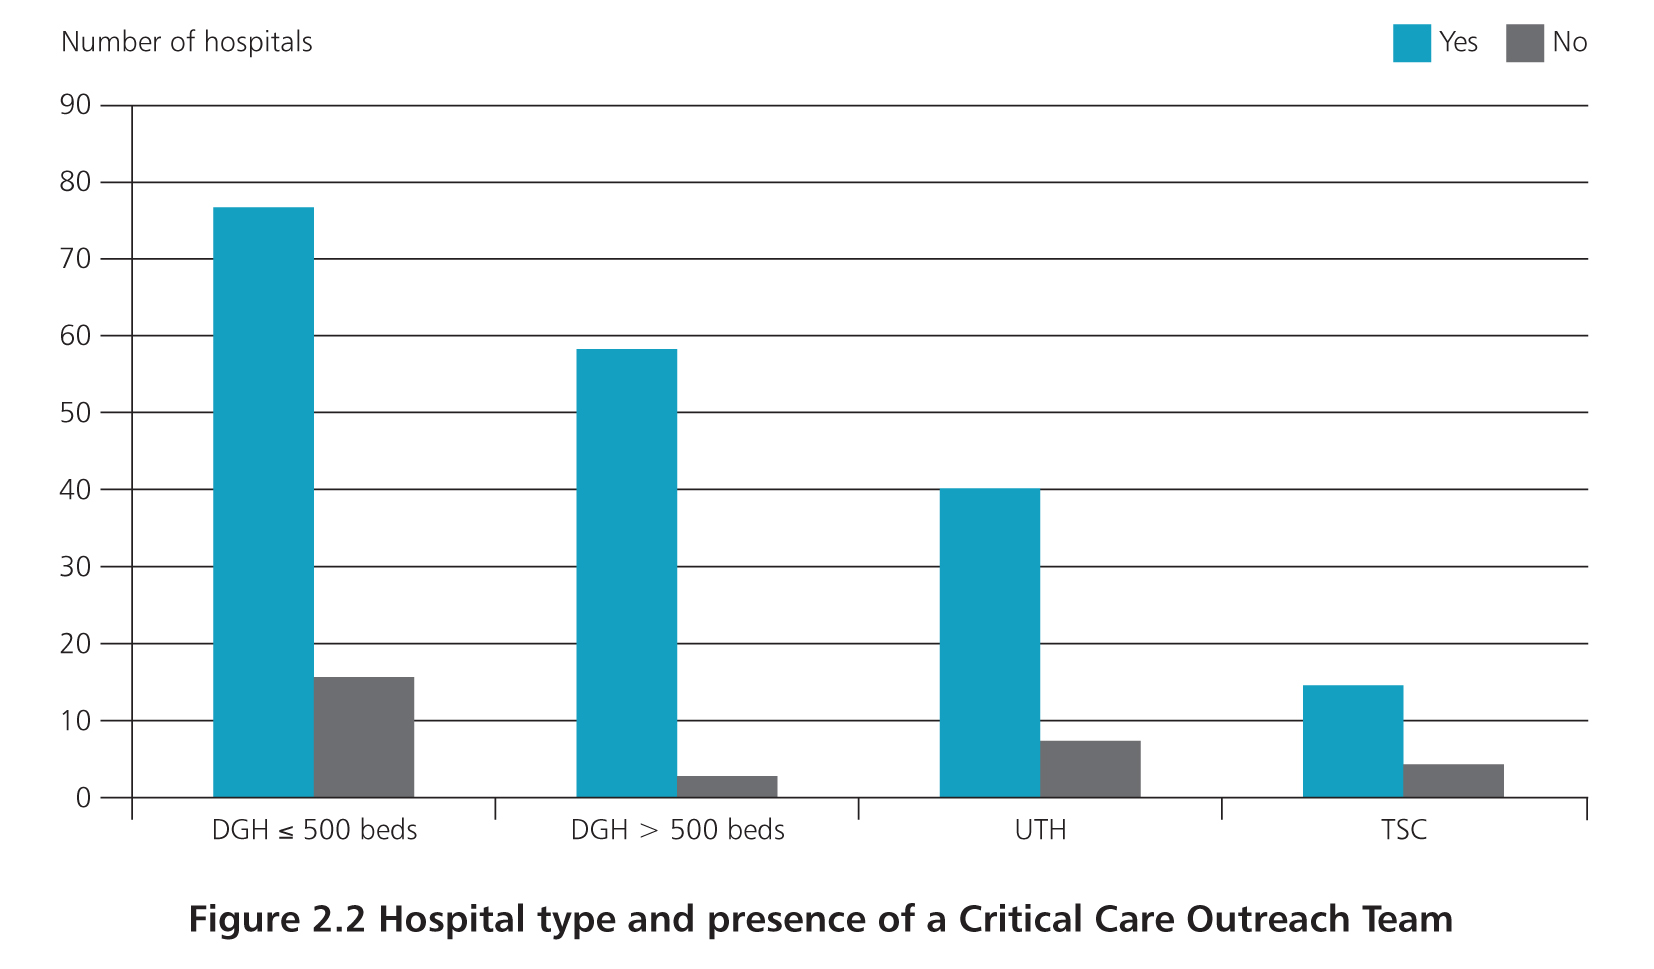 Number of hospitals
Yes No
90
80
70
60
50
40
30
20
10
0
DGH ≤ 500 beds DGH > 500 beds UTH TSC
Figure 2.2 Hospital type and presence of a Critical Care Outreach Team